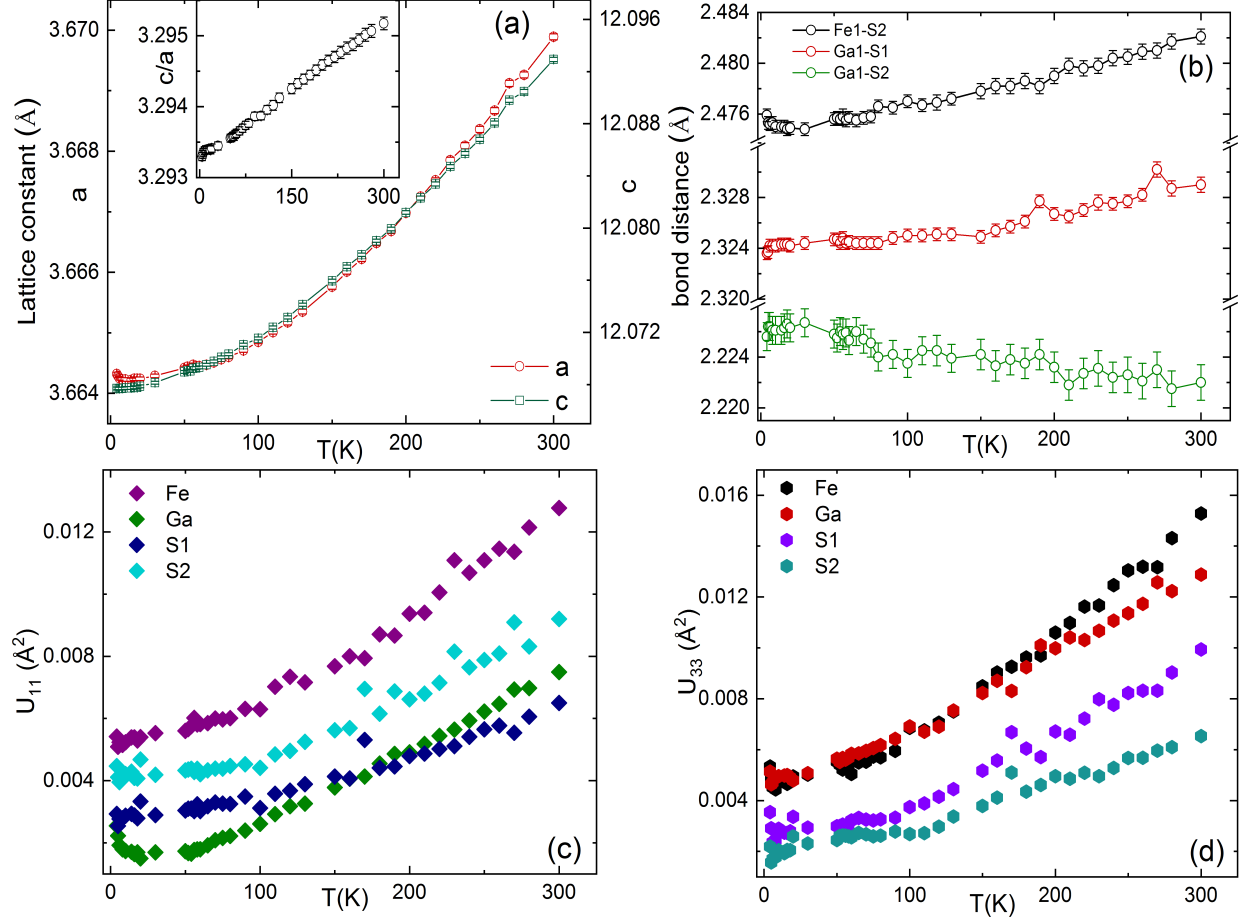 (a)
3.670
3.668
3.666
3.664
Lattice constant (Å)
a
12.096
12.088
12.080
12.072
c
3.295
3.294
3.293
c/a
0 150 300
a
c
0 100 200 300
T(K)
(b)
Fe1-S2
Ga1-S1
Ga1-S2
2.484
2.480
2.476
2.328
2.324
2.320
2.224
2.220
bond distance (Å)
0 100 200 300
T(K)
(c)
Fe
Ga
S1
S2
0.012
0.008
0.004
U₁₁ (Å²)
0 100 200 300
T(K)
(d)
Fe
Ga
S1
S2
0.016
0.012
0.008
0.004
U₃₃ (Å²)
0 100 200 300
T(K)